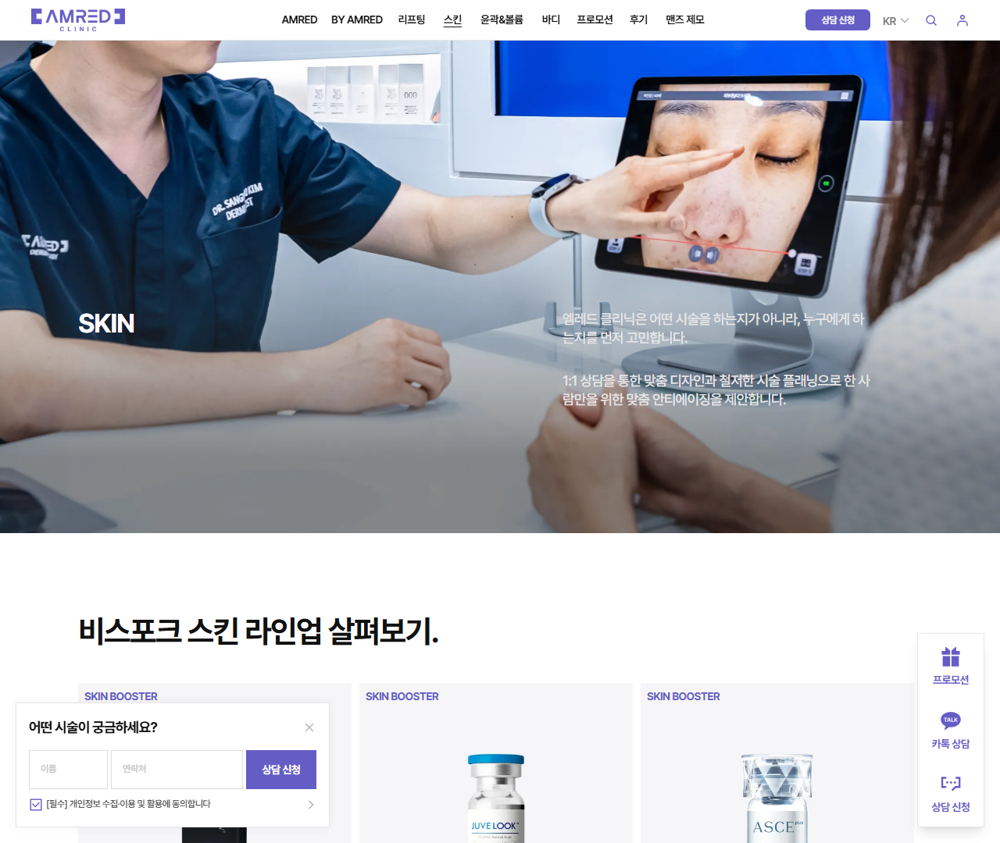 AMRED
CLINIC
AMRED BY AMRED 리프팅 스킨 윤곽&볼륨 바디 프로모션 후기 맨즈 제모
상담 신청
KR
DR. SANG KIM
AMRED
SKIN
엠레드 클리닉은 어떤 시술을 하는지가 아니라, 누구에게 하
는지를 먼저 고민합니다.
1:1 상담을 통한 맞춤 디자인과 철저한 시술 플래닝으로 한 사
람만을 위한 맞춤 안티에이징을 제안합니다.
비스포크 스킨 라인업 살펴보기.
SKIN BOOSTER
SKIN BOOSTER
SKIN BOOSTER
JUVELOOK
ASCE plus
어떤 시술이 궁금하세요?
이름
연락처
상담 신청
[필수] 개인정보 수집·이용 및 활용에 동의합니다
프로모션
TALK
카톡 상담
상담 신청